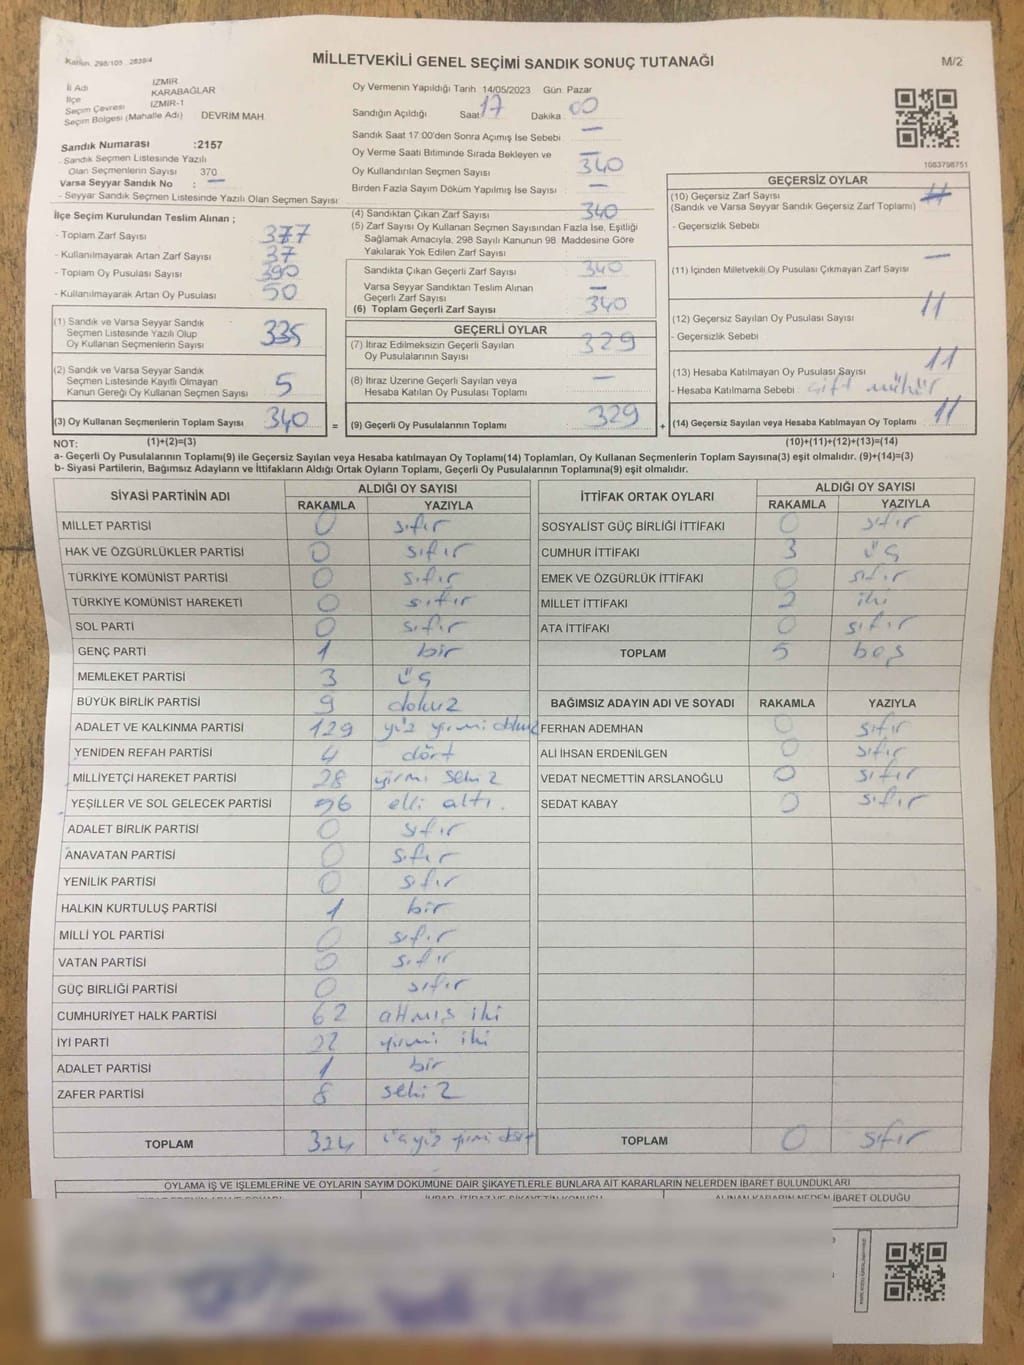 Kanun. 298/105 . 2839/4
MİLLETVEKİLİ GENEL SEÇİMİ SANDIK SONUÇ TUTANAĞI
M/2
İl Adı İZMİR
İlçe KARABAĞLAR
Seçim Çevresi İZMİR-1
Seçim Bölgesi (Mahalle Adı) DEVRİM MAH.
Oy Vermenin Yapıldığı Tarih 14/05/2023 Gün: Pazar
Sandığın Açıldığı Saat 17 Dakika : 00
Sandık Saat 17:00'den Sonra Açımış İse Sebebi : —
Oy Verme Saati Bitiminde Sırada Bekleyen ve
Oy Kullandırılan Seçmen Sayısı : 340
Birden Fazla Sayım Döküm Yapılmış İse Sayısı : —
1083798751
Sandık Numarası :2157
- Sandık Seçmen Listesinde Yazılı
Olan Seçmenlerin Sayısı 370
Varsa Seyyar Sandık No : —
- Seyyar Sandık Seçmen Listesinde Yazılı Olan Seçmen Sayısı:
İlçe Seçim Kurulundan Teslim Alınan ;
- Toplam Zarf Sayısı : 377
- Kullanılmayarak Artan Zarf Sayısı : 37
- Toplam Oy Pusulası Sayısı : 390
- Kullanılmayarak Artan Oy Pusulası : 50
(1) Sandık ve Varsa Seyyar Sandık
Seçmen Listesinde Yazılı Olup
Oy Kullanan Seçmenlerin Sayısı : 335
(2) Sandık ve Varsa Seyyar Sandık
Seçmen Listesinde Kayıtlı Olmayan
Kanun Gereği Oy Kullanan Seçmen Sayısı : 5
(3) Oy Kullanan Seçmenlerin Toplam Sayısı : 340
(4) Sandıktan Çıkan Zarf Sayısı : 340
(5) Zarf Sayısı Oy Kullanan Seçmen Sayısından Fazla İse, Eşitliği
Sağlamak Amacıyla, 298 Sayılı Kanunun 98. Maddesine Göre
Yakılarak Yok Edilen Zarf Sayısı :
Sandıkta Çıkan Geçerli Zarf Sayısı : 340
Varsa Seyyar Sandıktan Teslim Alınan
Geçerli Zarf Sayısı : —
(6) Toplam Geçerli Zarf Sayısı : 340
GEÇERLİ OYLAR
(7) İtiraz Edilmeksizin Geçerli Sayılan
Oy Pusulalarının Sayısı : 329
(8) İtiraz Üzerine Geçerli Sayılan veya
Hesaba Katılan Oy Pusulası Toplamı : —
= (9) Geçerli Oy Pusulalarının Toplamı : 329
GEÇERSİZ OYLAR
(10) Geçersiz Zarf Sayısı
(Sandık ve Varsa Seyyar Sandık Geçersiz Zarf Toplamı)
- Geçersizlik Sebebi :
(11) İçinden Milletvekili Oy Pusulası Çıkmayan Zarf Sayısı : —
(12) Geçersiz Sayılan Oy Pusulası Sayısı : 11
- Geçersizlik Sebebi :
(13) Hesaba Katılmayan Oy Pusulası Sayısı : 11
- Hesaba Katılmama Sebebi : çift mühür
+ (14) Geçersiz Sayılan veya Hesaba Katılmayan Oy Toplamı : 11
NOT: (1)+(2)=(3) (10)+(11)+(12)+(13)=(14)
a- Geçerli Oy Pusulalarının Toplamı(9) ile Geçersiz Sayılan veya Hesaba katılmayan Oy Toplamı(14) Toplamları, Oy Kullanan Seçmenlerin Toplam Sayısına(3) eşit olmalıdır. (9)+(14)=(3)
b- Siyasi Partilerin, Bağımsız Adayların ve İttifakların Aldığı Ortak Oyların Toplamı, Geçerli Oy Pusulalarının Toplamına(9) eşit olmalıdır.
SİYASİ PARTİNİN ADI ALDIĞI OY SAYISI
RAKAMLA YAZIYLA
MİLLET PARTİSİ 0 sıfır
HAK VE ÖZGÜRLÜKLER PARTİSİ 0 sıfır
TÜRKİYE KOMÜNİST PARTİSİ 0 sıfır
TÜRKİYE KOMÜNİST HAREKETİ 0 sıfır
SOL PARTİ 0 sıfır
GENÇ PARTİ 1 bir
MEMLEKET PARTİSİ 3 üç
BÜYÜK BİRLİK PARTİSİ 9 dokuz
ADALET VE KALKINMA PARTİSİ 129 yüz yirmi dokuz
YENİDEN REFAH PARTİSİ 4 dört
MİLLİYETÇİ HAREKET PARTİSİ 28 yirmi sekiz
YEŞİLLER VE SOL GELECEK PARTİSİ 56 elli altı
ADALET BİRLİK PARTİSİ 0 sıfır
ANAVATAN PARTİSİ 0 sıfır
YENİLİK PARTİSİ 0 sıfır
HALKIN KURTULUŞ PARTİSİ 1 bir
MİLLİ YOL PARTİSİ 0 sıfır
VATAN PARTİSİ 0 sıfır
GÜÇ BİRLİĞİ PARTİSİ 0 sıfır
CUMHURİYET HALK PARTİSİ 62 altmış iki
İYİ PARTİ 22 yirmi iki
ADALET PARTİSİ 1 bir
ZAFER PARTİSİ 8 sekiz
TOPLAM 324 üçyüz yirmi dört
İTTİFAK ORTAK OYLARI ALDIĞI OY SAYISI
RAKAMLA YAZIYLA
SOSYALİST GÜÇ BİRLİĞİ İTTİFAKI 0 sıfır
CUMHUR İTTİFAKI 3 üç
EMEK VE ÖZGÜRLÜK İTTİFAKI 0 sıfır
MİLLET İTTİFAKI 2 iki
ATA İTTİFAKI 0 sıfır
TOPLAM 5 beş
BAĞIMSIZ ADAYIN ADI VE SOYADI RAKAMLA YAZIYLA
FERHAN ADEMHAN 0 sıfır
ALİ İHSAN ERDENİLGEN 0 sıfır
VEDAT NECMETTİN ARSLANOĞLU 0 sıfır
SEDAT KABAY 0 sıfır
TOPLAM 0 sıfır
OYLAMA İŞ VE İŞLEMLERİNE VE OYLARIN SAYIM DÖKÜMÜNE DAİR ŞİKAYETLERLE BUNLARA AİT KARARLARIN NELERDEN İBARET BULUNDUKLARI
ALINAN KARARIN NEDEN İBARET OLDUĞU